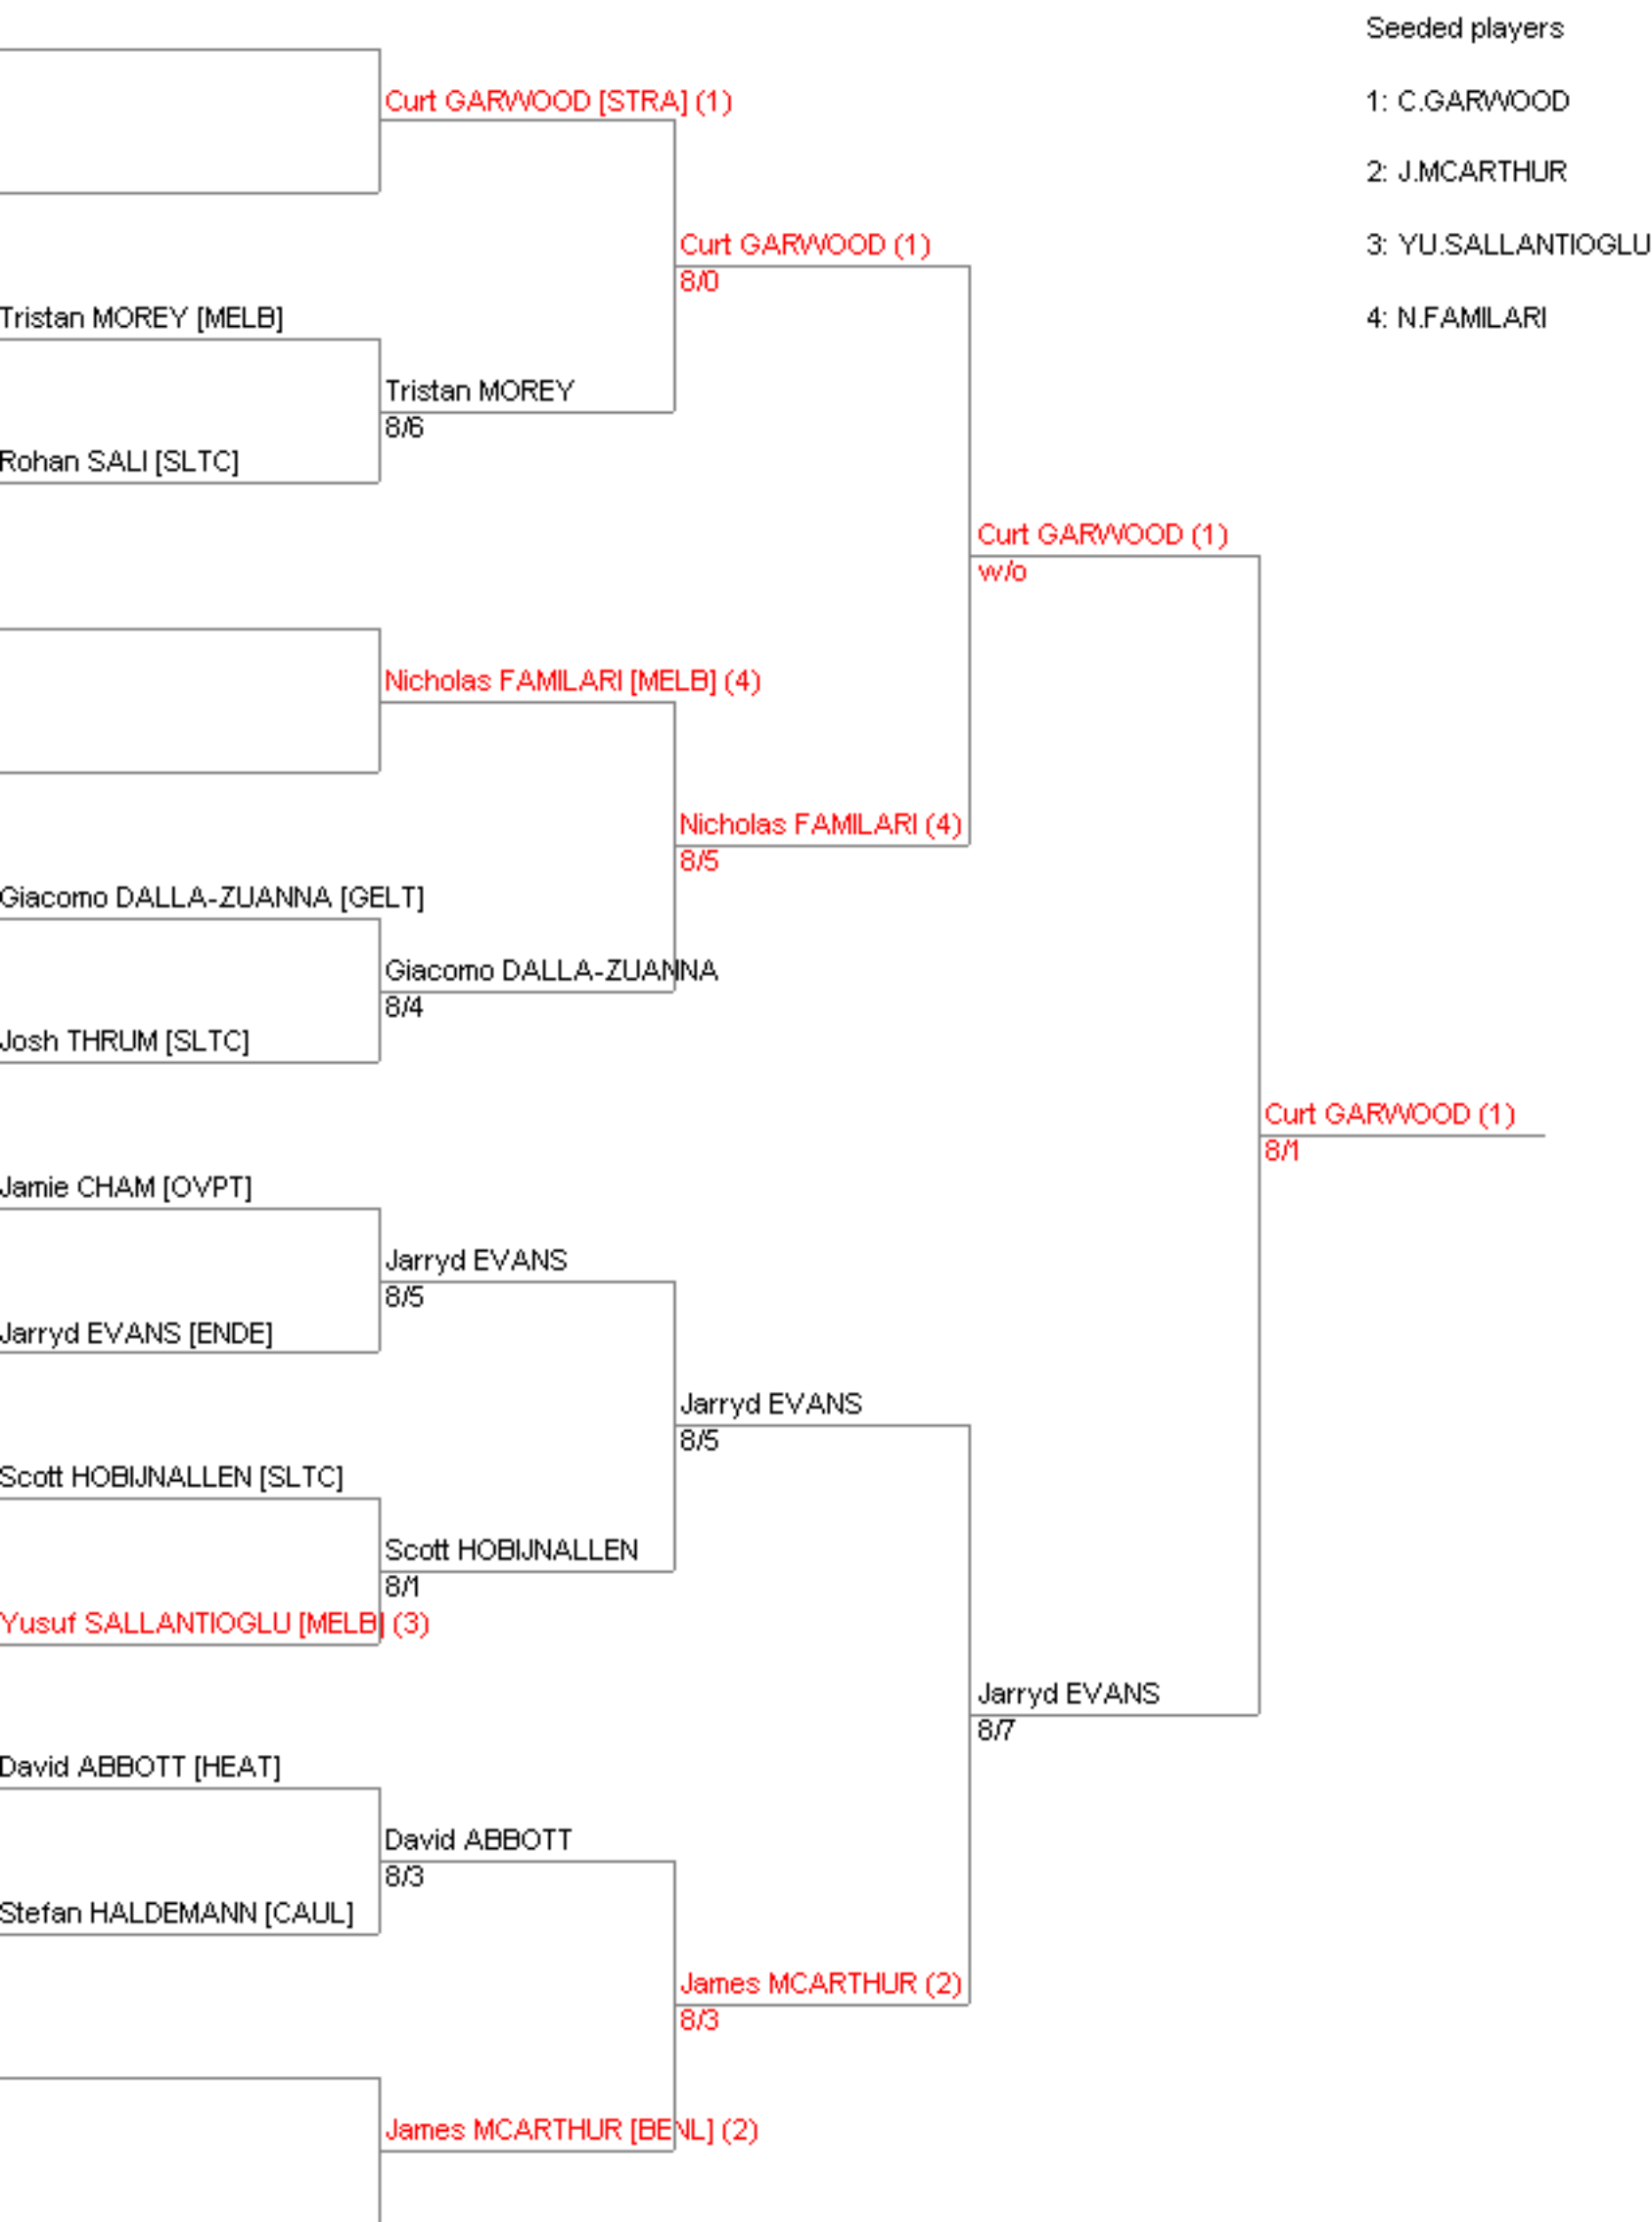 Seeded players
Curt GARWOOD [STRA] (1)
1: C.GARWOOD
2: J.MCARTHUR
Curt GARWOOD (1)
3: YU.SALLANTIOGLU
8/0
Tristan MOREY [MELB]
4: N.FAMILARI
Tristan MOREY
8/6
Rohan SALI [SLTC]
Curt GARWOOD (1)
w/o
Nicholas FAMILARI [MELB] (4)
Nicholas FAMILARI (4)
8/5
Giacomo DALLA-ZUANNA [GELT]
Giacomo DALLA-ZUANNA
8/4
Josh THRUM [SLTC]
Curt GARWOOD (1)
8/1
Jamie CHAM [OVPT]
Jarryd EVANS
8/5
Jarryd EVANS [ENDE]
Jarryd EVANS
8/5
Scott HOBIJNALLEN [SLTC]
Scott HOBIJNALLEN
8/1
Yusuf SALLANTIOGLU [MELB] (3)
Jarryd EVANS
8/7
David ABBOTT [HEAT]
David ABBOTT
8/3
Stefan HALDEMANN [CAUL]
James MCARTHUR (2)
8/3
James MCARTHUR [BENL] (2)